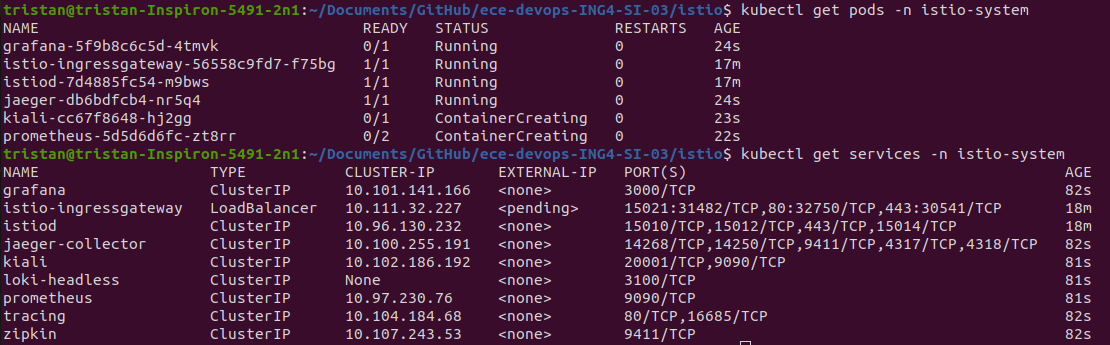 tristan@tristan-Inspiron-5491-2n1:~/Documents/GitHub/ece-devops-ING4-SI-03/istio$ kubectl get pods -n istio-system
NAME                                    READY   STATUS              RESTARTS   AGE
grafana-5f9b8c6c5d-4tmvk                0/1     Running             0          24s
istio-ingressgateway-56558c9fd7-f75bg   1/1     Running             0          17m
istiod-7d4885fc54-m9bws                 1/1     Running             0          17m
jaeger-db6bdfcb4-nr5q4                  1/1     Running             0          24s
kiali-cc67f8648-hj2gg                   0/1     ContainerCreating   0          23s
prometheus-5d5d6d6fc-zt8rr              0/2     ContainerCreating   0          22s
tristan@tristan-Inspiron-5491-2n1:~/Documents/GitHub/ece-devops-ING4-SI-03/istio$ kubectl get services -n istio-system
NAME                   TYPE           CLUSTER-IP       EXTERNAL-IP   PORT(S)                                          AGE
grafana                ClusterIP      10.101.141.166   <none>        3000/TCP                                         82s
istio-ingressgateway   LoadBalancer   10.111.32.227    <pending>     15021:31482/TCP,80:32750/TCP,443:30541/TCP       18m
istiod                 ClusterIP      10.96.130.232    <none>        15010/TCP,15012/TCP,443/TCP,15014/TCP            18m
jaeger-collector       ClusterIP      10.100.255.191   <none>        14268/TCP,14250/TCP,9411/TCP,4317/TCP,4318/TCP   82s
kiali                  ClusterIP      10.102.186.192   <none>        20001/TCP,9090/TCP                               81s
loki-headless          ClusterIP      None             <none>        3100/TCP                                         81s
prometheus             ClusterIP      10.97.230.76     <none>        9090/TCP                                         81s
tracing                ClusterIP      10.104.184.68    <none>        80/TCP,16685/TCP                                 82s
zipkin                 ClusterIP      10.107.243.53    <none>        9411/TCP                                         82s